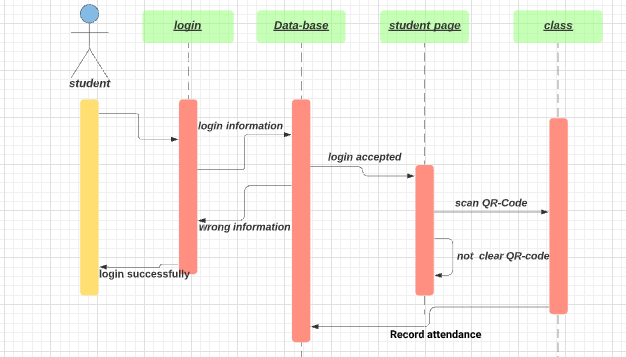 login
Data-base
student page
class
student
login information
login accepted
scan QR-Code
wrong information
not clear QR-code
login successfully
Record attendance